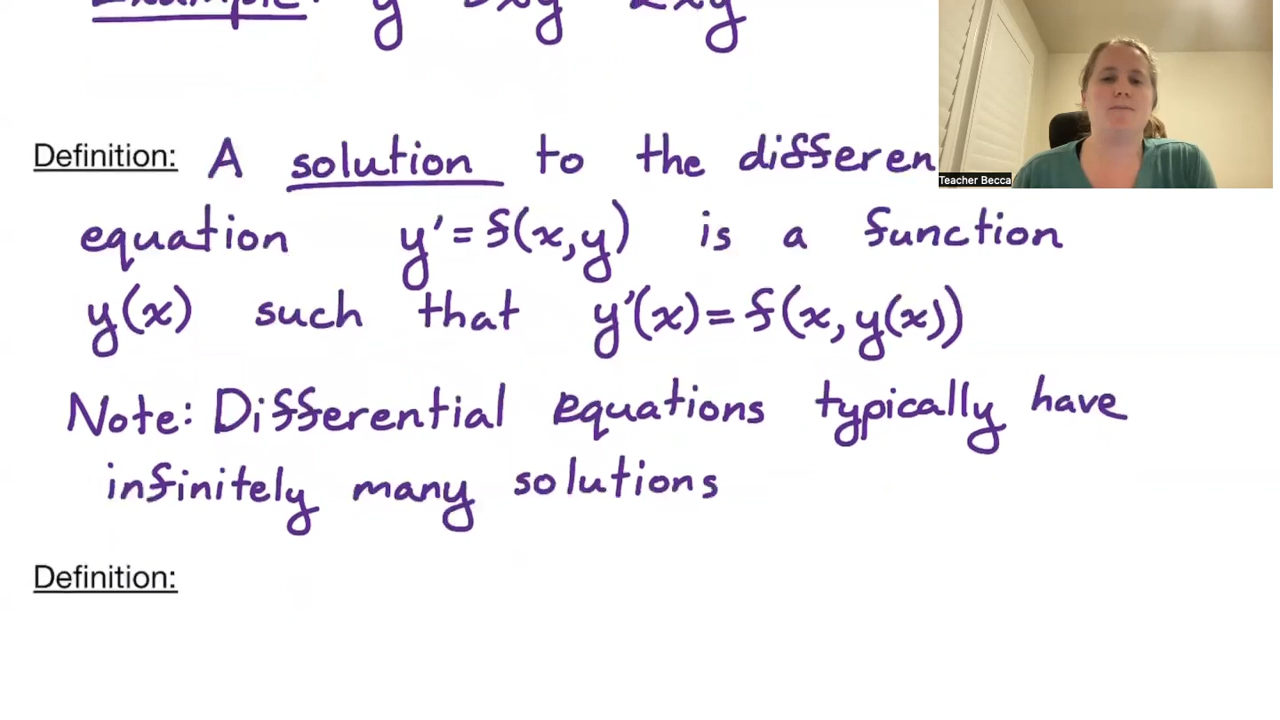 Definition: A solution to the differen
equation y' = f(x,y) is a function
y(x) such that y'(x) = f(x, y(x))
Note: Differential equations typically have
infinitely many solutions
Definition:
Teacher Becca